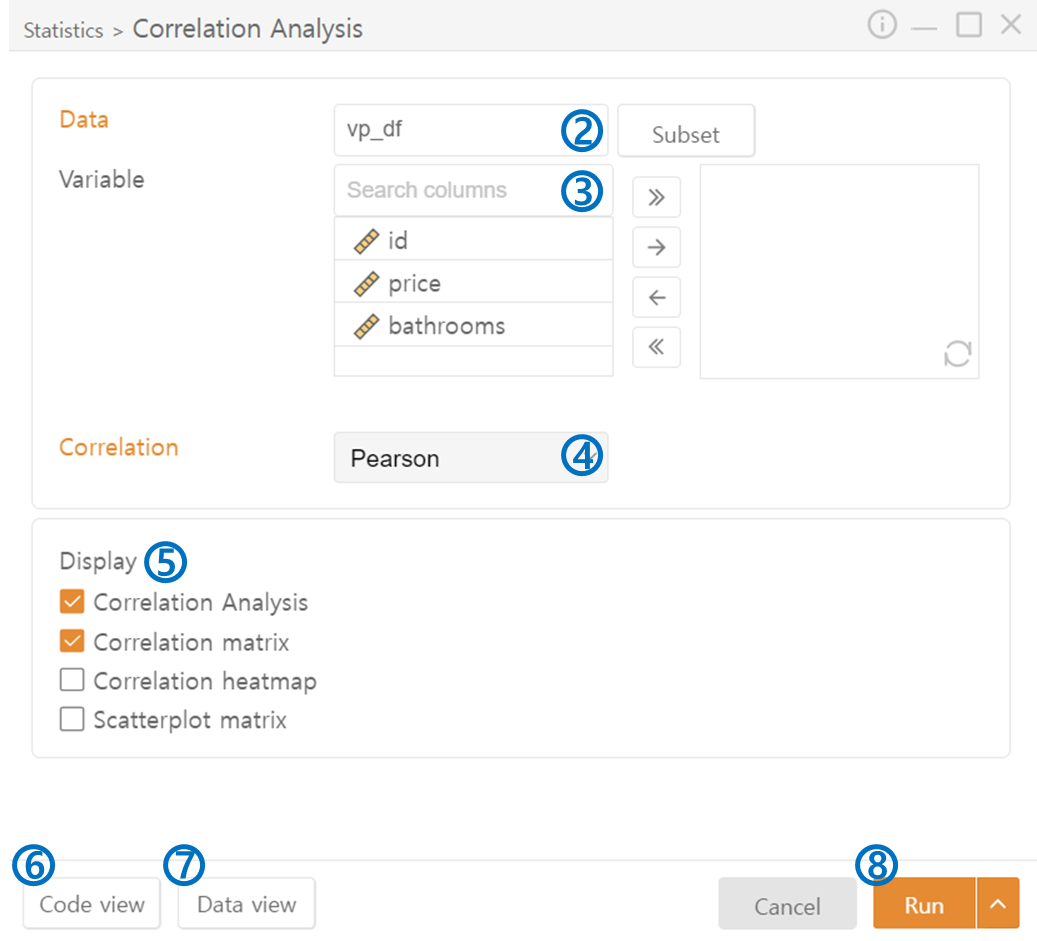 Statistics > Correlation Analysis
Data
vp_df ②
Subset
Variable
Search columns ③
id
price
bathrooms
Correlation
Pearson ④
Display ⑤
Correlation Analysis
Correlation matrix
Correlation heatmap
Scatterplot matrix
⑥ ⑦ ⑧
Code view Data view Cancel Run